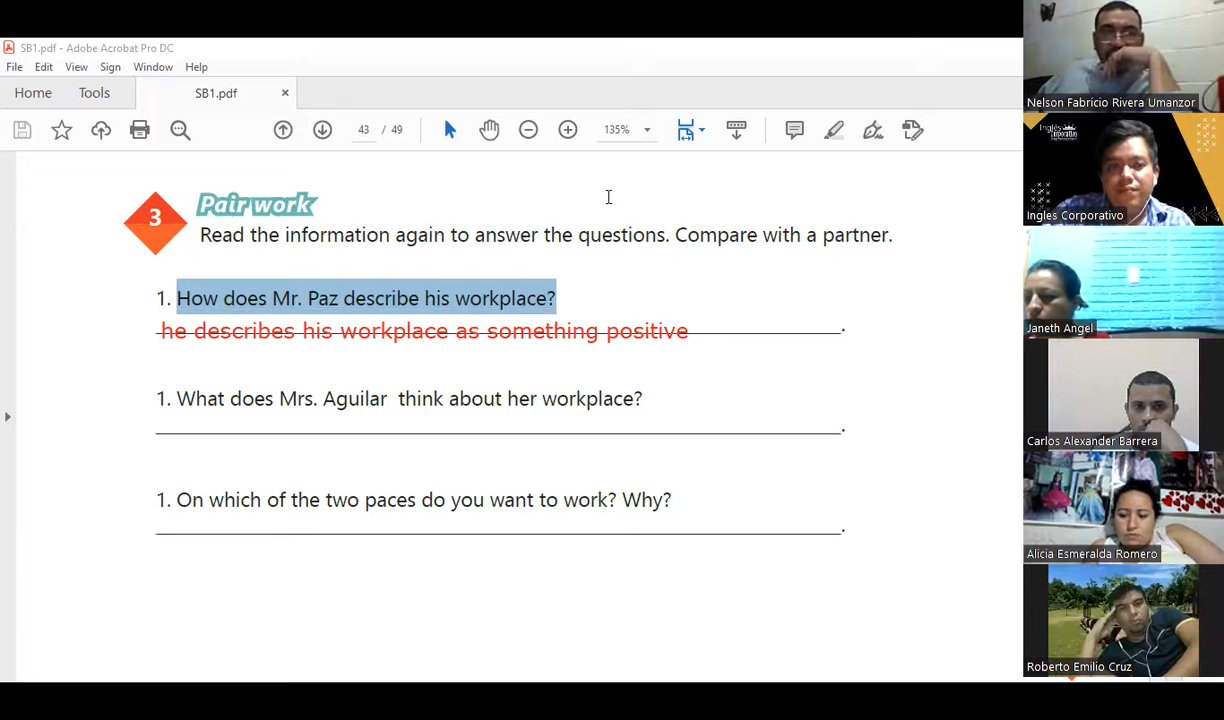 SB1.pdf - Adobe Acrobat Pro DC
File Edit View Sign Window Help
Home Tools SB1.pdf ×
43 / 49 135%
3 Pair work
Read the information again to answer the questions. Compare with a partner.
1. How does Mr. Paz describe his workplace?
he describes his workplace as something positive.
1. What does Mrs. Aguilar think about her workplace?
1. On which of the two paces do you want to work? Why?
Nelson Fabricio Rivera Umanzor
Inglés Corporativo
Ingles Corporativo
Janeth Angel
Carlos Alexander Barrera
Alicia Esmeralda Romero
Roberto Emilio Cruz